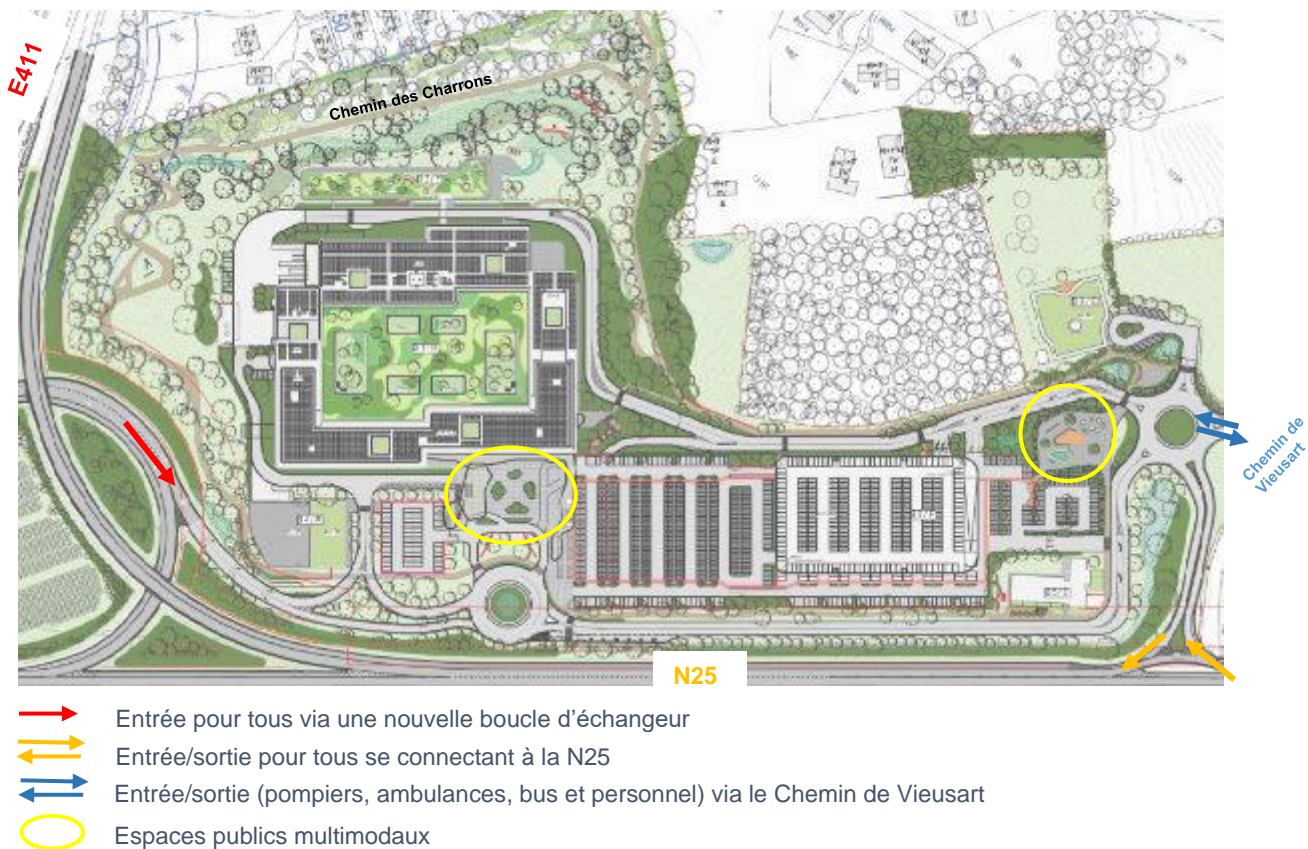 E411
Chemin des Charrons
Chemin de
Vieusart
N25
Entrée pour tous via une nouvelle boucle d'échangeur
Entrée/sortie pour tous se connectant à la N25
Entrée/sortie (pompiers, ambulances, bus et personnel) via le Chemin de Vieusart
Espaces publics multimodaux